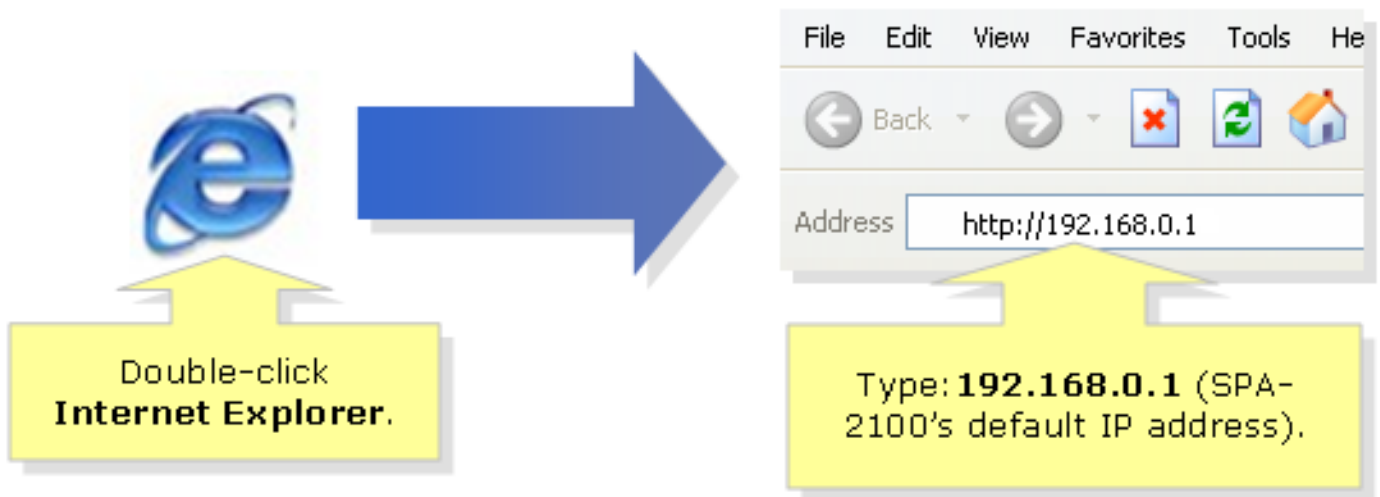 File Edit View Favorites Tools He
Back
Address http://192.168.0.1
Double-click
Internet Explorer.
Type: 192.168.0.1 (SPA-
2100's default IP address).